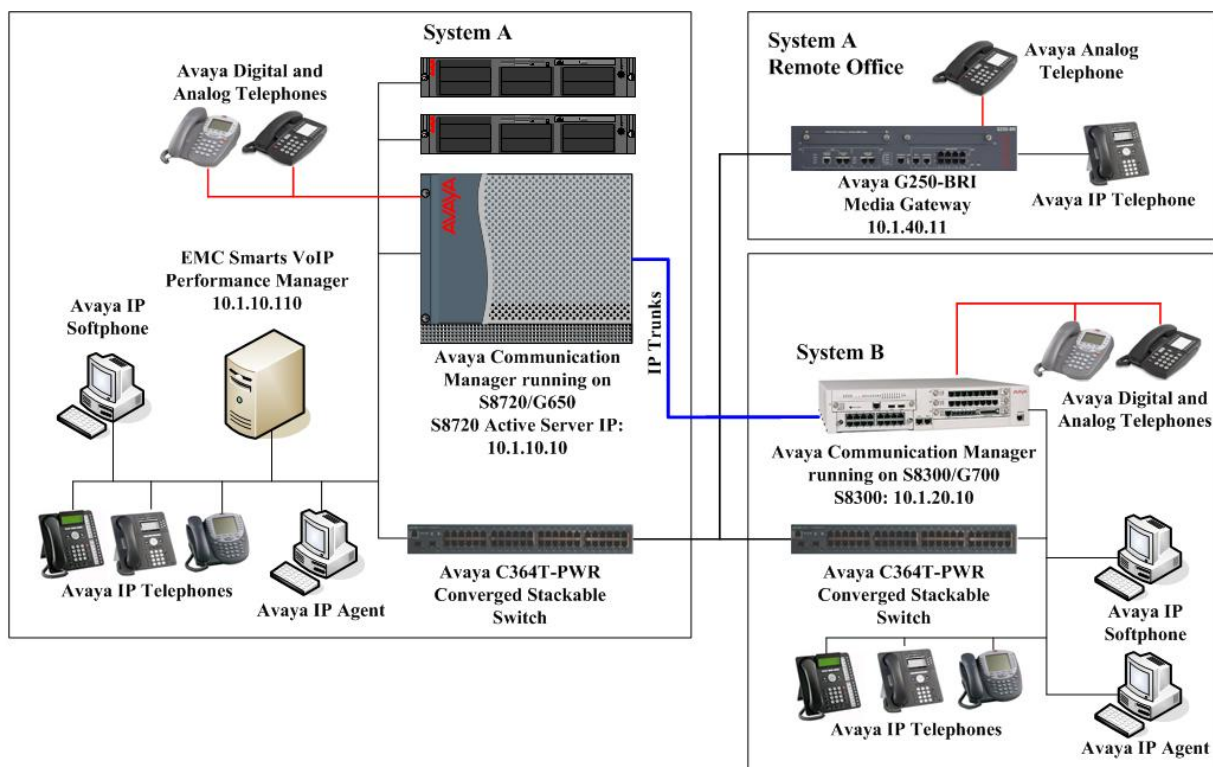 System A
Avaya Digital and
Analog Telephones
AVAYA
EMC Smarts VoIP
Performance Manager
10.1.10.110
Avaya IP
Softphone
Avaya Communication
Manager running on
S8720/G650
S8720 Active Server IP:
10.1.10.10
IP Trunks
Avaya IP Telephones
Avaya IP Agent
Avaya C364T-PWR
Converged Stackable
Switch
System A
Remote Office
Avaya Analog
Telephone
Avaya G250-BRI
Media Gateway
10.1.40.11
Avaya IP Telephone
System B
Avaya Digital and
Analog Telephones
Avaya Communication Manager
running on S8300/G700
S8300: 10.1.20.10
Avaya C364T-PWR
Converged Stackable
Switch
Avaya IP
Softphone
Avaya IP Telephones
Avaya IP Agent